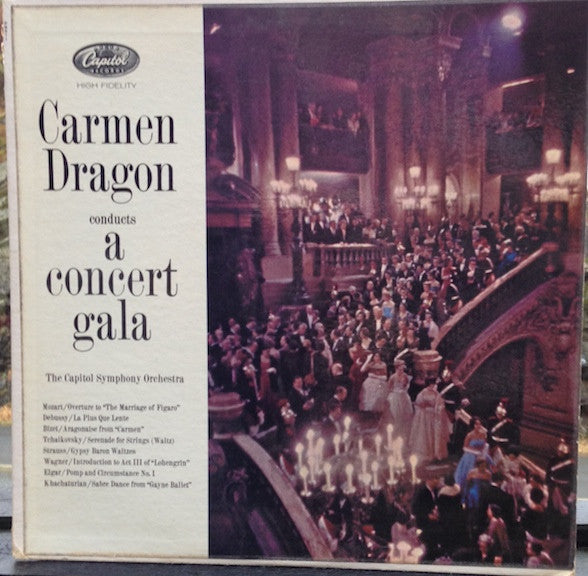 Capitol
RECORDS
HIGH FIDELITY
Carmen
Dragon
conducts
a
concert
gala
The Capitol Symphony Orchestra
Mozart/Overture to "The Marriage of Figaro"
Debussy/La Plus Que Lente
Bizet/Aragonaise from "Carmen"
Tchaikovsky/Serenade for Strings (Waltz)
Strauss/Gypsy Baron Waltzes
Wagner/Introduction to Act III of "Lohengrin"
Elgar/Pomp and Circumstance No. 1
Khachaturian/Sabre Dance from "Gayne Ballet"